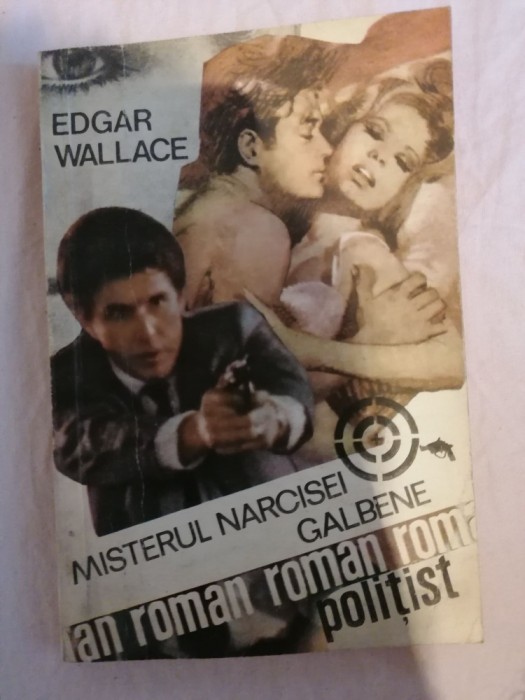 EDGAR
WALLACE
MISTERUL NARCISEI
GALBENE
an roman roman roma
polițist